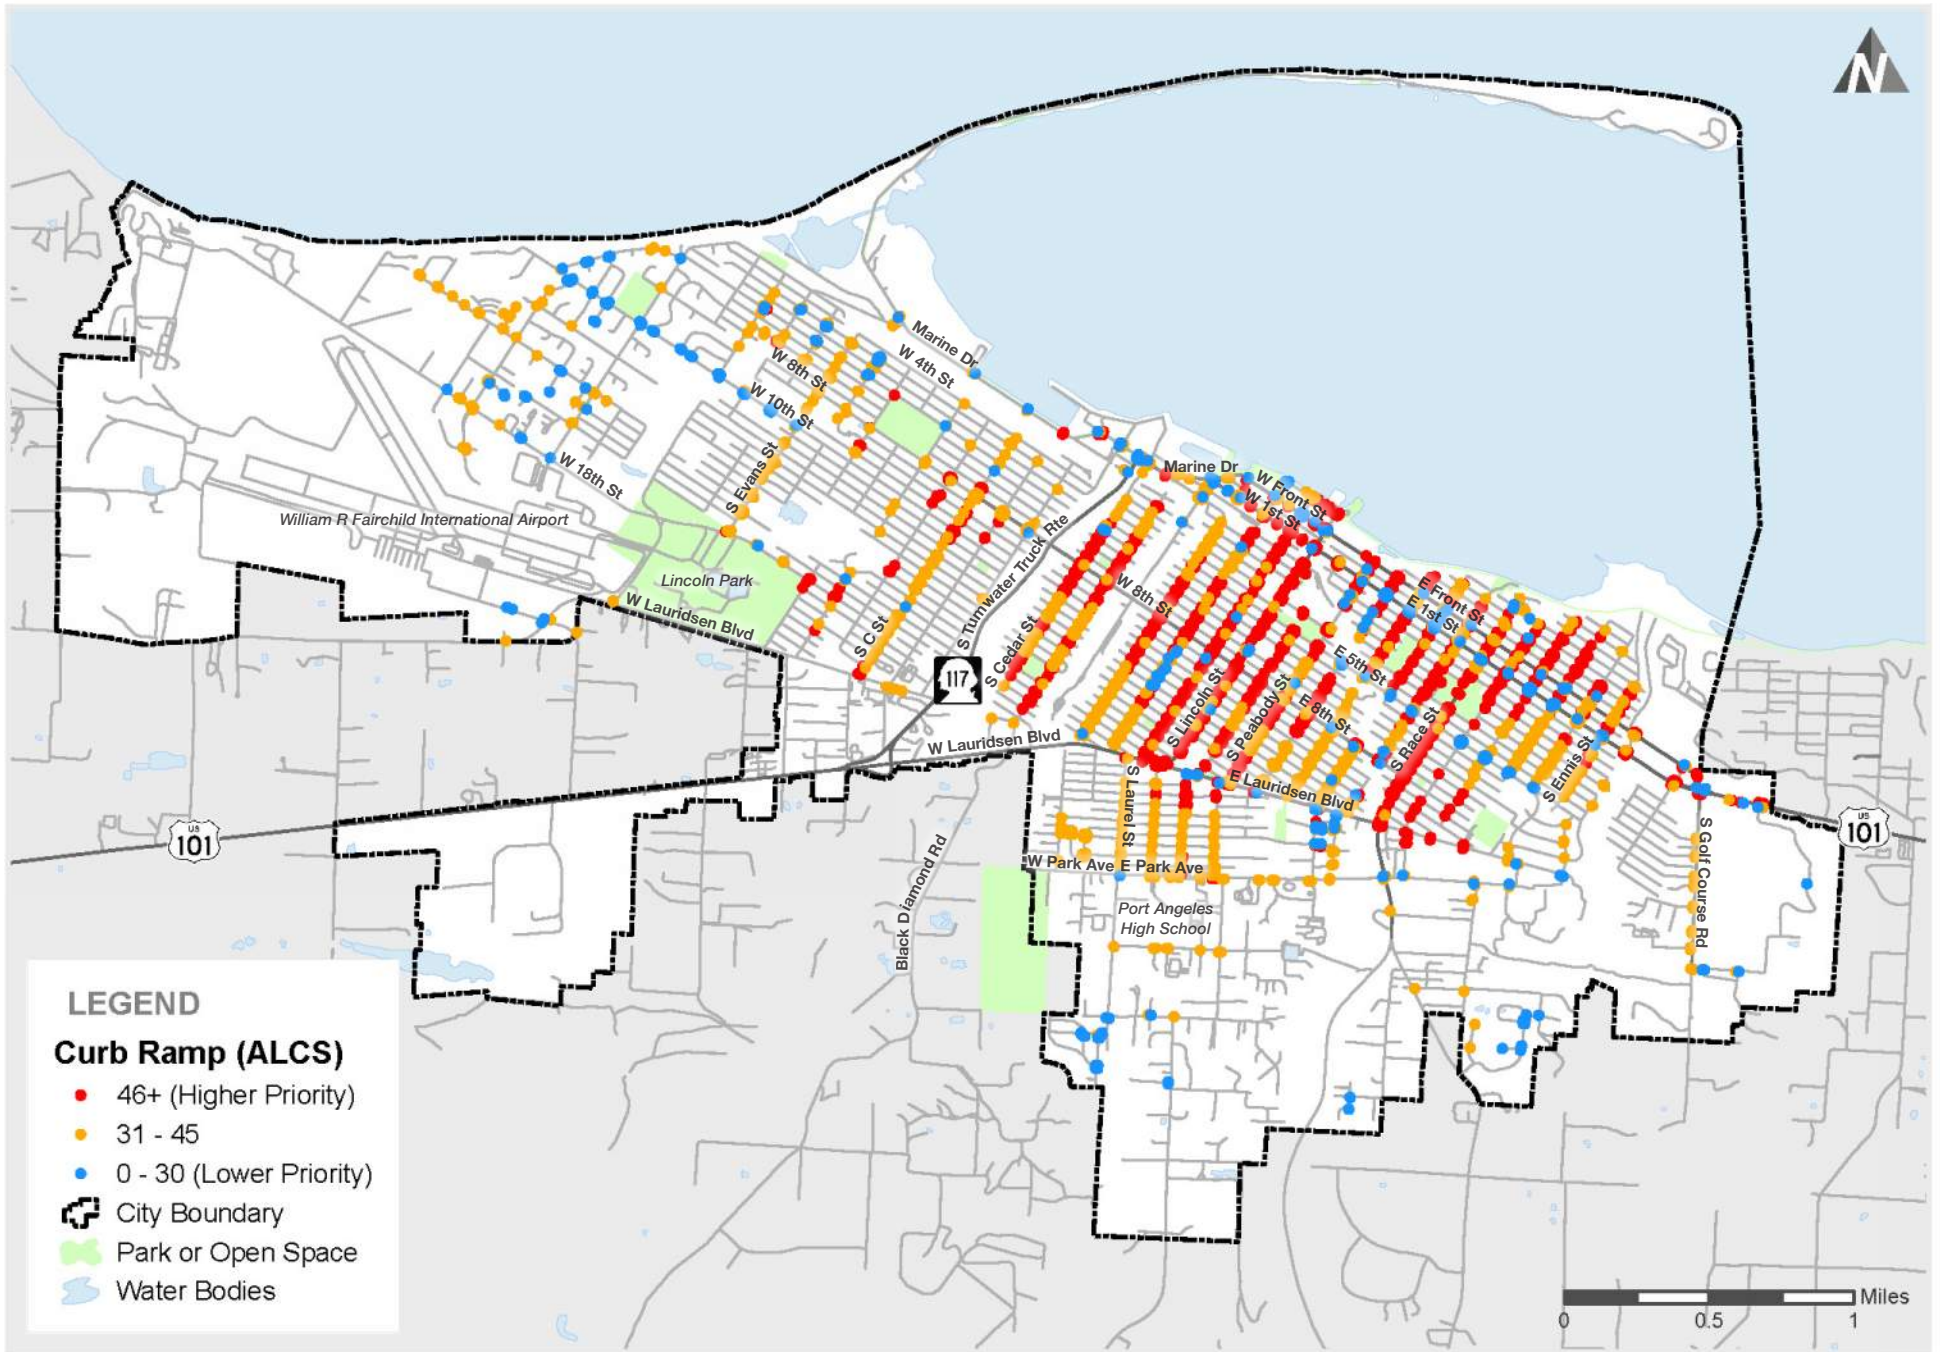 N
Marine Dr
W 4th St
W 8th St
W 10th St
W 18th St
S Evans St
William R Fairchild International Airport
Lincoln Park
W Lauridsen Blvd
S C St
S Tumwater Truck Rte
117
S Cedar St
W Lauridsen Blvd
Marine Dr
W Front St
W 1st St
W 8th St
E Front St
E 1st St
E 5th St
S Lincoln St
S Peabody St
E 8th St
S Race St
S Ennis St
E Lauridsen Blvd
S Laurel St
W Park Ave
E Park Ave
Port Angeles
High School
Black Diamond Rd
S Golf Course Rd
US
101
US
101
LEGEND
Curb Ramp (ALCS)
46+ (Higher Priority)
31 - 45
0 - 30 (Lower Priority)
City Boundary
Park or Open Space
Water Bodies
Miles
0
0.5
1